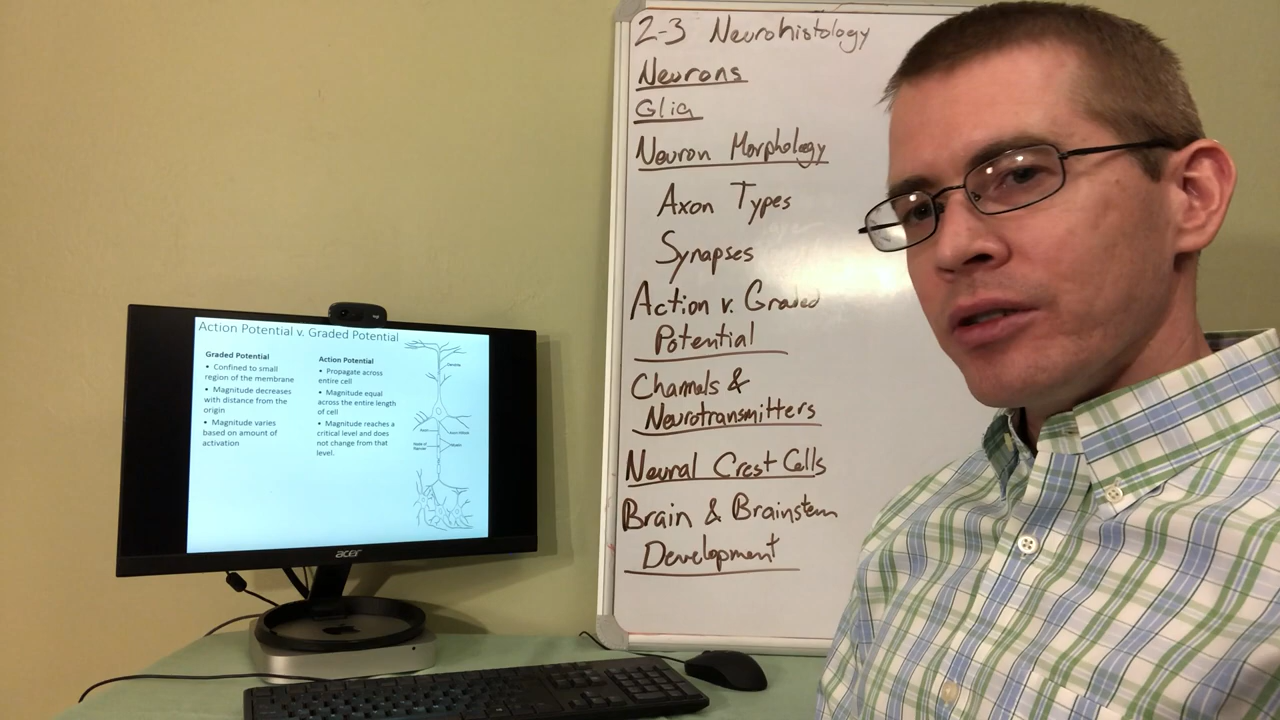 2-3 Neurohistology
Neurons
Glia
Neuron Morphology
Axon Types
Synapses
Action v. Graded
Potential
Channels &
Neurotransmitters
Neural Crest Cells
Brain & Brainstem
Development
Action Potential v. Graded Potential
Graded Potential
• Confined to small
region of the membrane
• Magnitude decreases
with distance from the
origin
• Magnitude varies
based on amount of
activation
Action Potential
• Propagate across
entire cell
• Magnitude equal
across the entire length
of cell
• Magnitude reaches a
critical level and does
not change from that
level.
Dendrite
Axon
acer